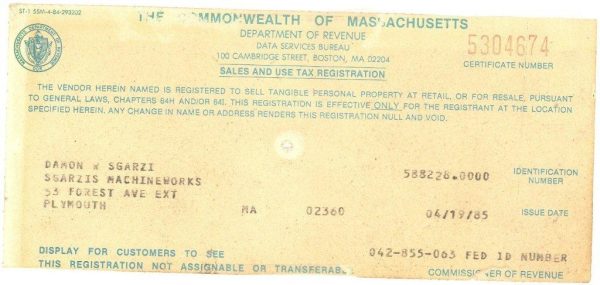 ST-1 55M-4-84-293202
THE COMMONWEALTH OF MASSACHUSETTS
DEPARTMENT OF REVENUE
DATA SERVICES BUREAU
100 CAMBRIDGE STREET, BOSTON, MA 02204
5304674
CERTIFICATE NUMBER
SALES AND USE TAX REGISTRATION
THE VENDOR HEREIN NAMED IS REGISTERED TO SELL TANGIBLE PERSONAL PROPERTY AT RETAIL, OR FOR RESALE, PURSUANT
TO GENERAL LAWS, CHAPTERS 64H AND/OR 64I. THIS REGISTRATION IS EFFECTIVE ONLY FOR THE REGISTRANT AT THE LOCATION
SPECIFIED HEREIN. ANY CHANGE IN NAME OR ADDRESS RENDERS THIS REGISTRATION NULL AND VOID.
DAMON R SGARZI
SGARZIS MACHINEWORKS
53 FOREST AVE EXT
PLYMOUTH MA 02360
588228.0000 IDENTIFICATION NUMBER
04/19/85 ISSUE DATE
042-855-063 FED ID NUMBER
DISPLAY FOR CUSTOMERS TO SEE
THIS REGISTRATION NOT ASSIGNABLE OR TRANSFERABL
COMMISSIONER OF REVENUE